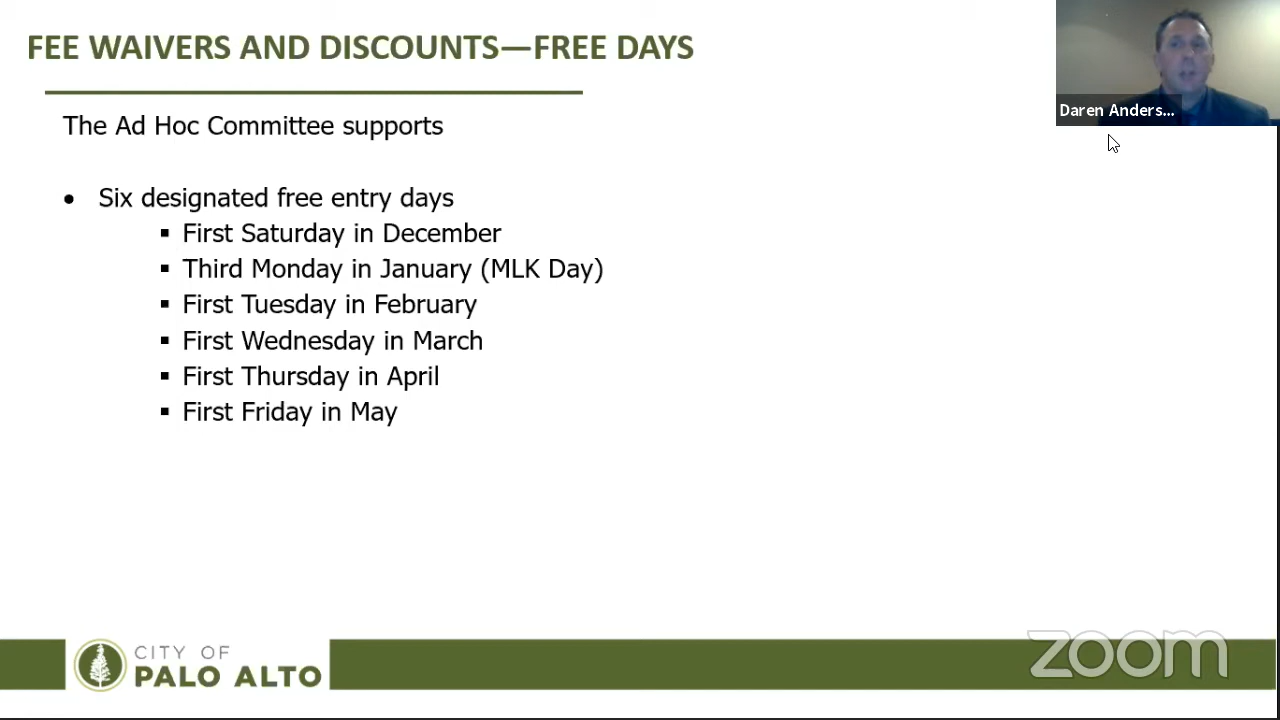 FEE WAIVERS AND DISCOUNTS—FREE DAYS
Daren Anders...
The Ad Hoc Committee supports
• Six designated free entry days
▪ First Saturday in December
▪ Third Monday in January (MLK Day)
▪ First Tuesday in February
▪ First Wednesday in March
▪ First Thursday in April
▪ First Friday in May
CITY OF
PALO ALTO
zoom